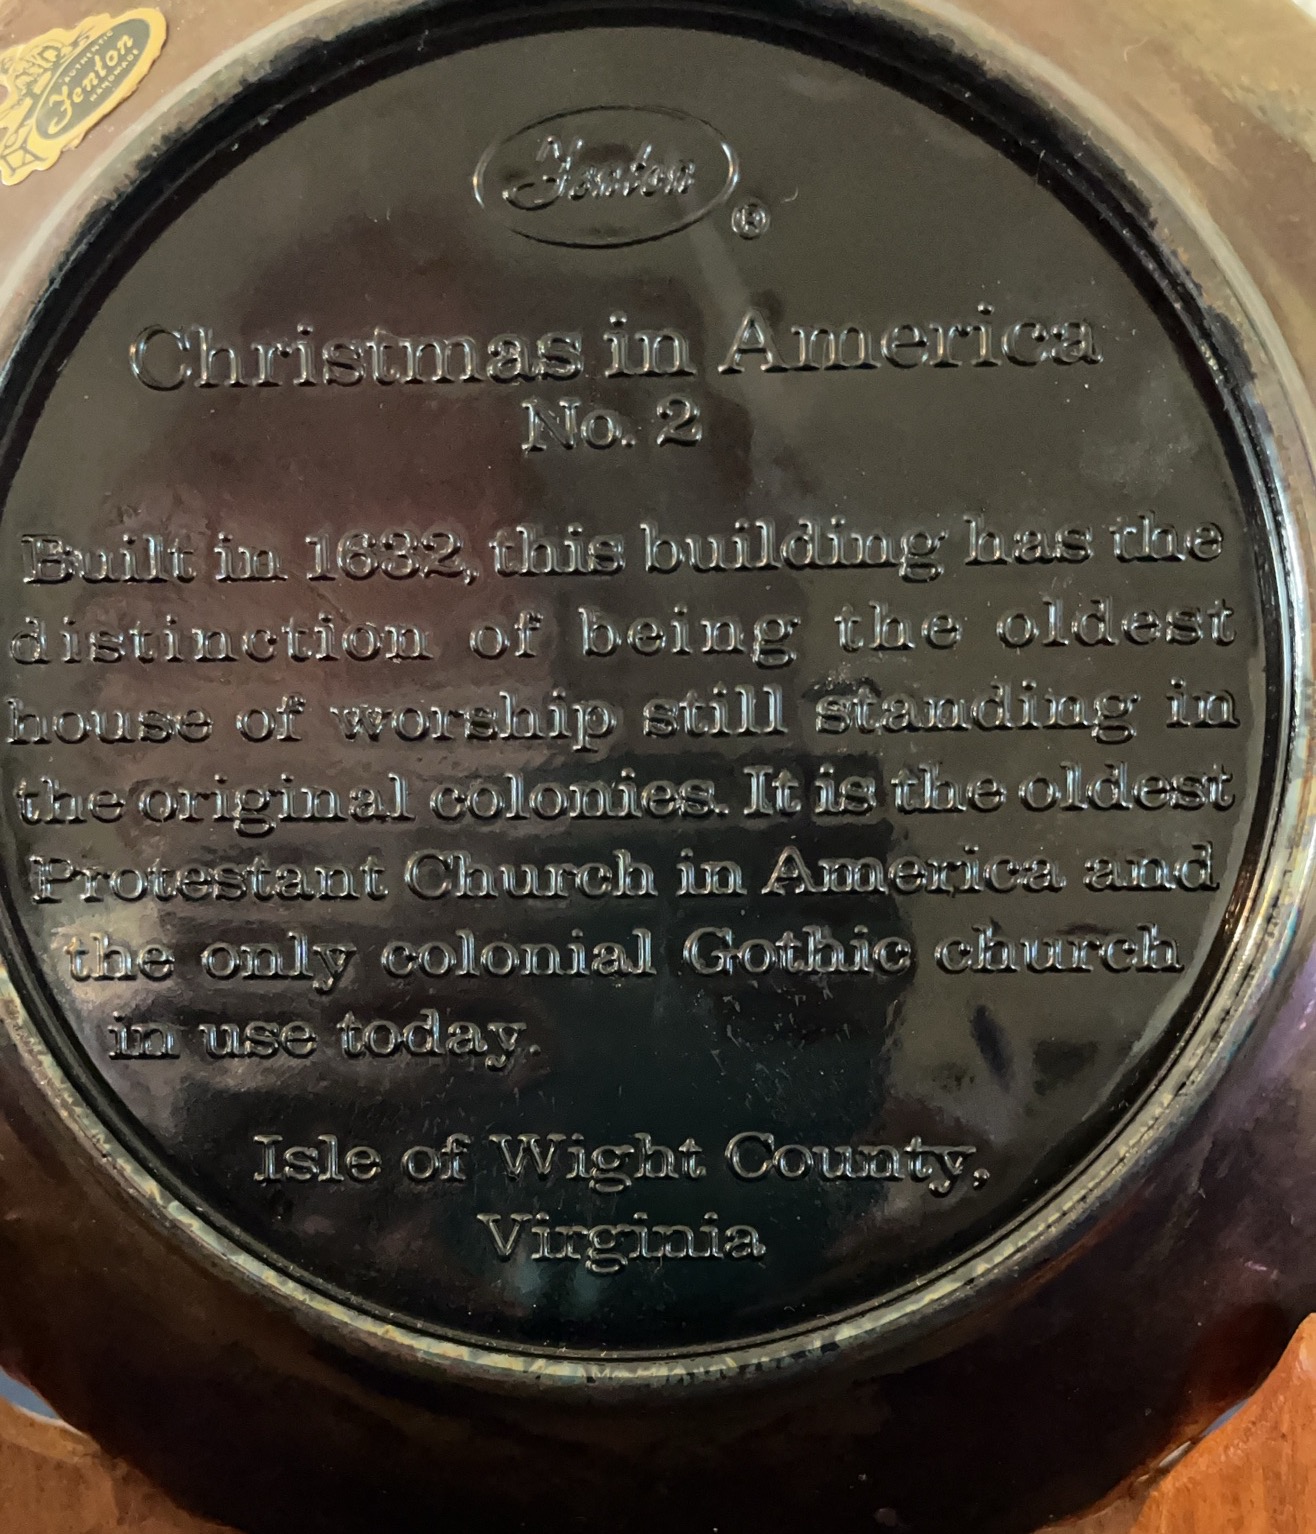 AUTHENTIC
Fenton
HANDMADE
Fenton ®
Christmas in America
No. 2
Built in 1632, this building has the
distinction of being the oldest
house of worship still standing in
the original colonies. It is the oldest
Protestant Church in America and
the only colonial Gothic church
in use today.
Isle of Wight County,
Virginia